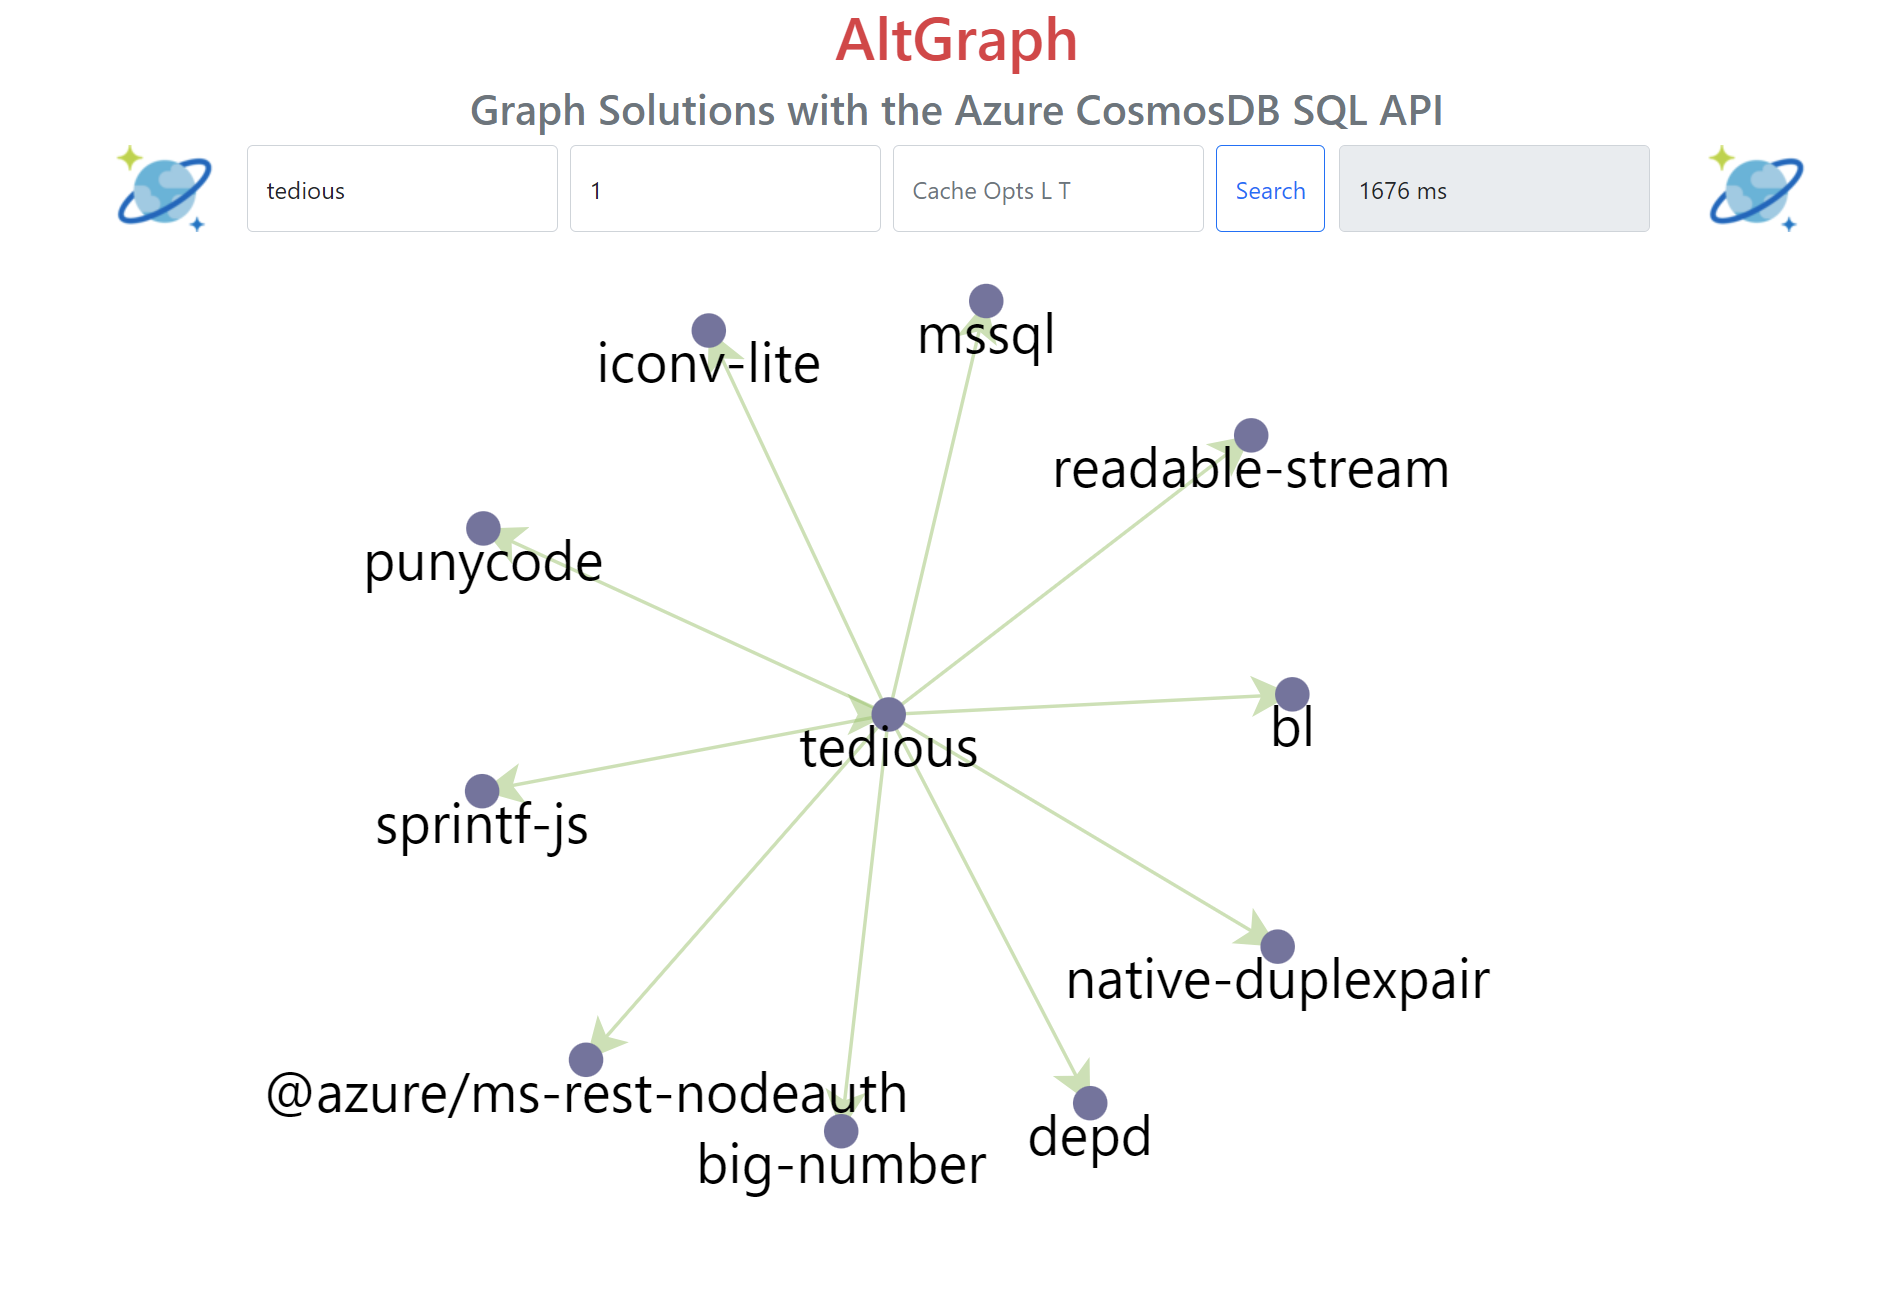 AltGraph
Graph Solutions with the Azure CosmosDB SQL API
tedious
1
Cache Opts L T
Search
1676 ms
mssql
iconv-lite
readable-stream
punycode
bl
tedious
sprintf-js
native-duplexpair
@azure/ms-rest-nodeauth
depd
big-number